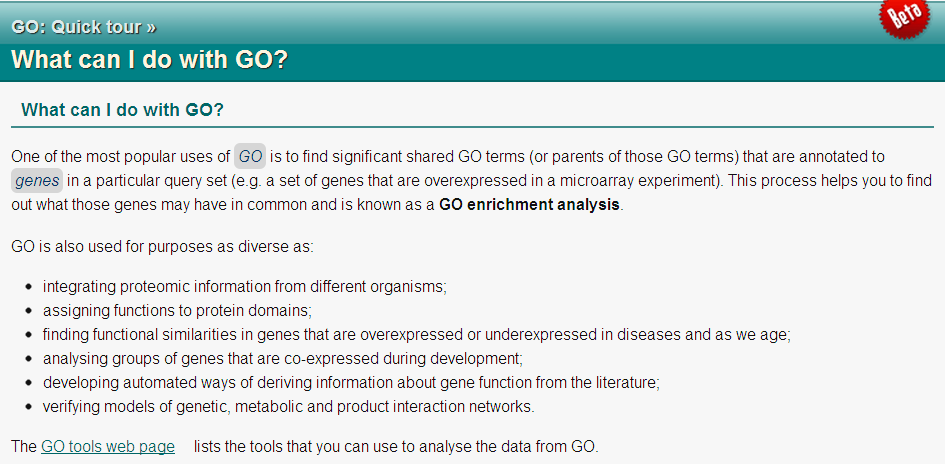 GO: Quick tour »
Beta
What can I do with GO?
What can I do with GO?
One of the most popular uses of GO is to find significant shared GO terms (or parents of those GO terms) that are annotated to
genes in a particular query set (e.g. a set of genes that are overexpressed in a microarray experiment). This process helps you to find
out what those genes may have in common and is known as a GO enrichment analysis.
GO is also used for purposes as diverse as:
• integrating proteomic information from different organisms;
• assigning functions to protein domains;
• finding functional similarities in genes that are overexpressed or underexpressed in diseases and as we age;
• analysing groups of genes that are co-expressed during development;
• developing automated ways of deriving information about gene function from the literature;
• verifying models of genetic, metabolic and product interaction networks.
The GO tools web page lists the tools that you can use to analyse the data from GO.